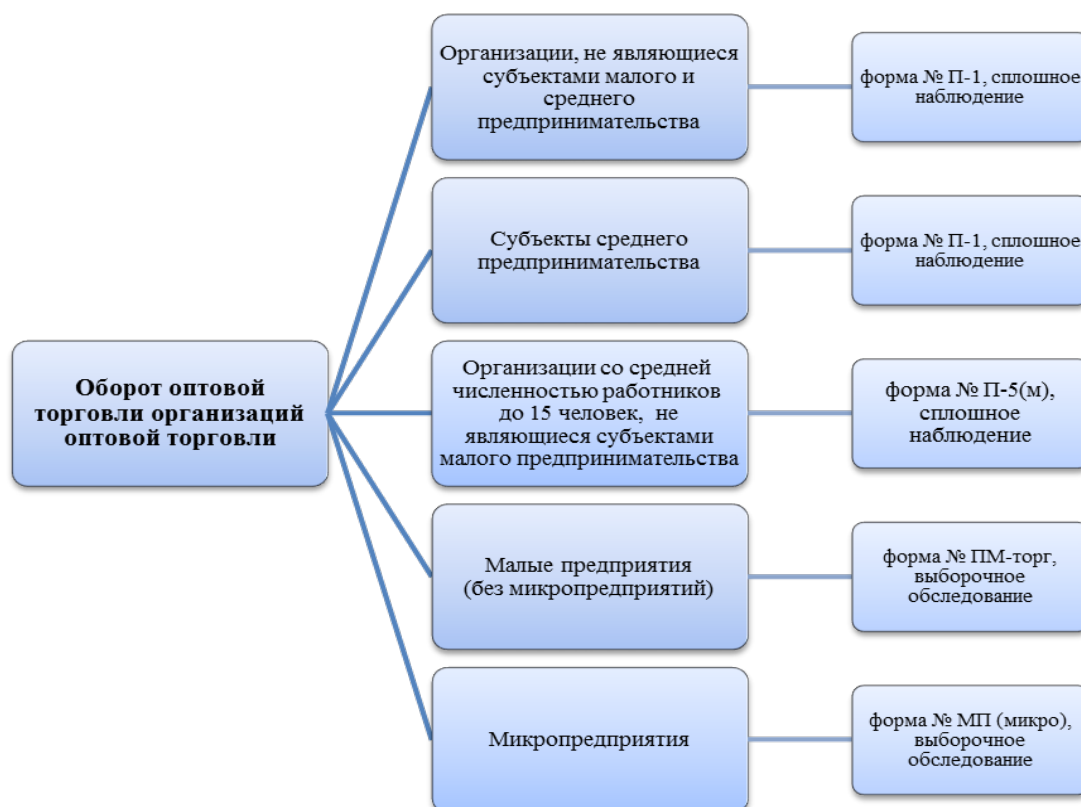 Оборот оптовой
торговли организаций
оптовой торговли
Организации, не являющиеся
субъектами малого и
среднего
предпринимательства
форма № П-1, сплошное
наблюдение
Субъекты среднего
предпринимательства
форма № П-1, сплошное
наблюдение
Организации со средней
численностью работников
до 15 человек, не
являющиеся субъектами
малого предпринимательства
форма № П-5(м),
сплошное
наблюдение
Малые предприятия
(без микропредприятий)
форма № ПМ-торг,
выборочное
обследование
Микропредприятия
форма № МП (микро),
выборочное
обследование